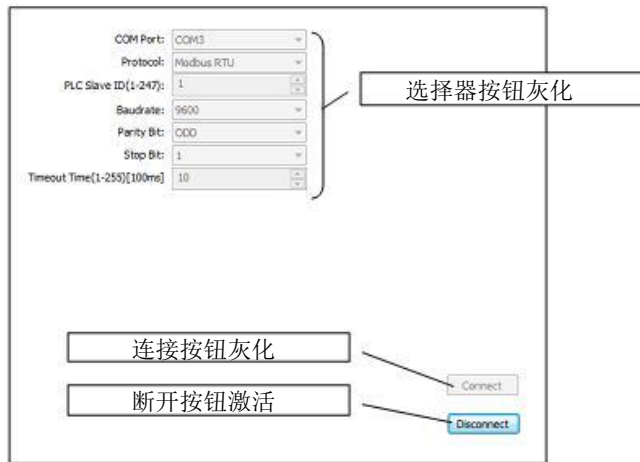 COM Port: COM3
Protocol: Modbus RTU
PLC Slave ID(1-247): 1
选择器按钮灰化
Baudrate: 9600
Parity Bit: ODD
Stop Bit: 1
Timeout Time(1-255)[100ms] 10
连接按钮灰化
Connect
断开按钮激活
Disconnect